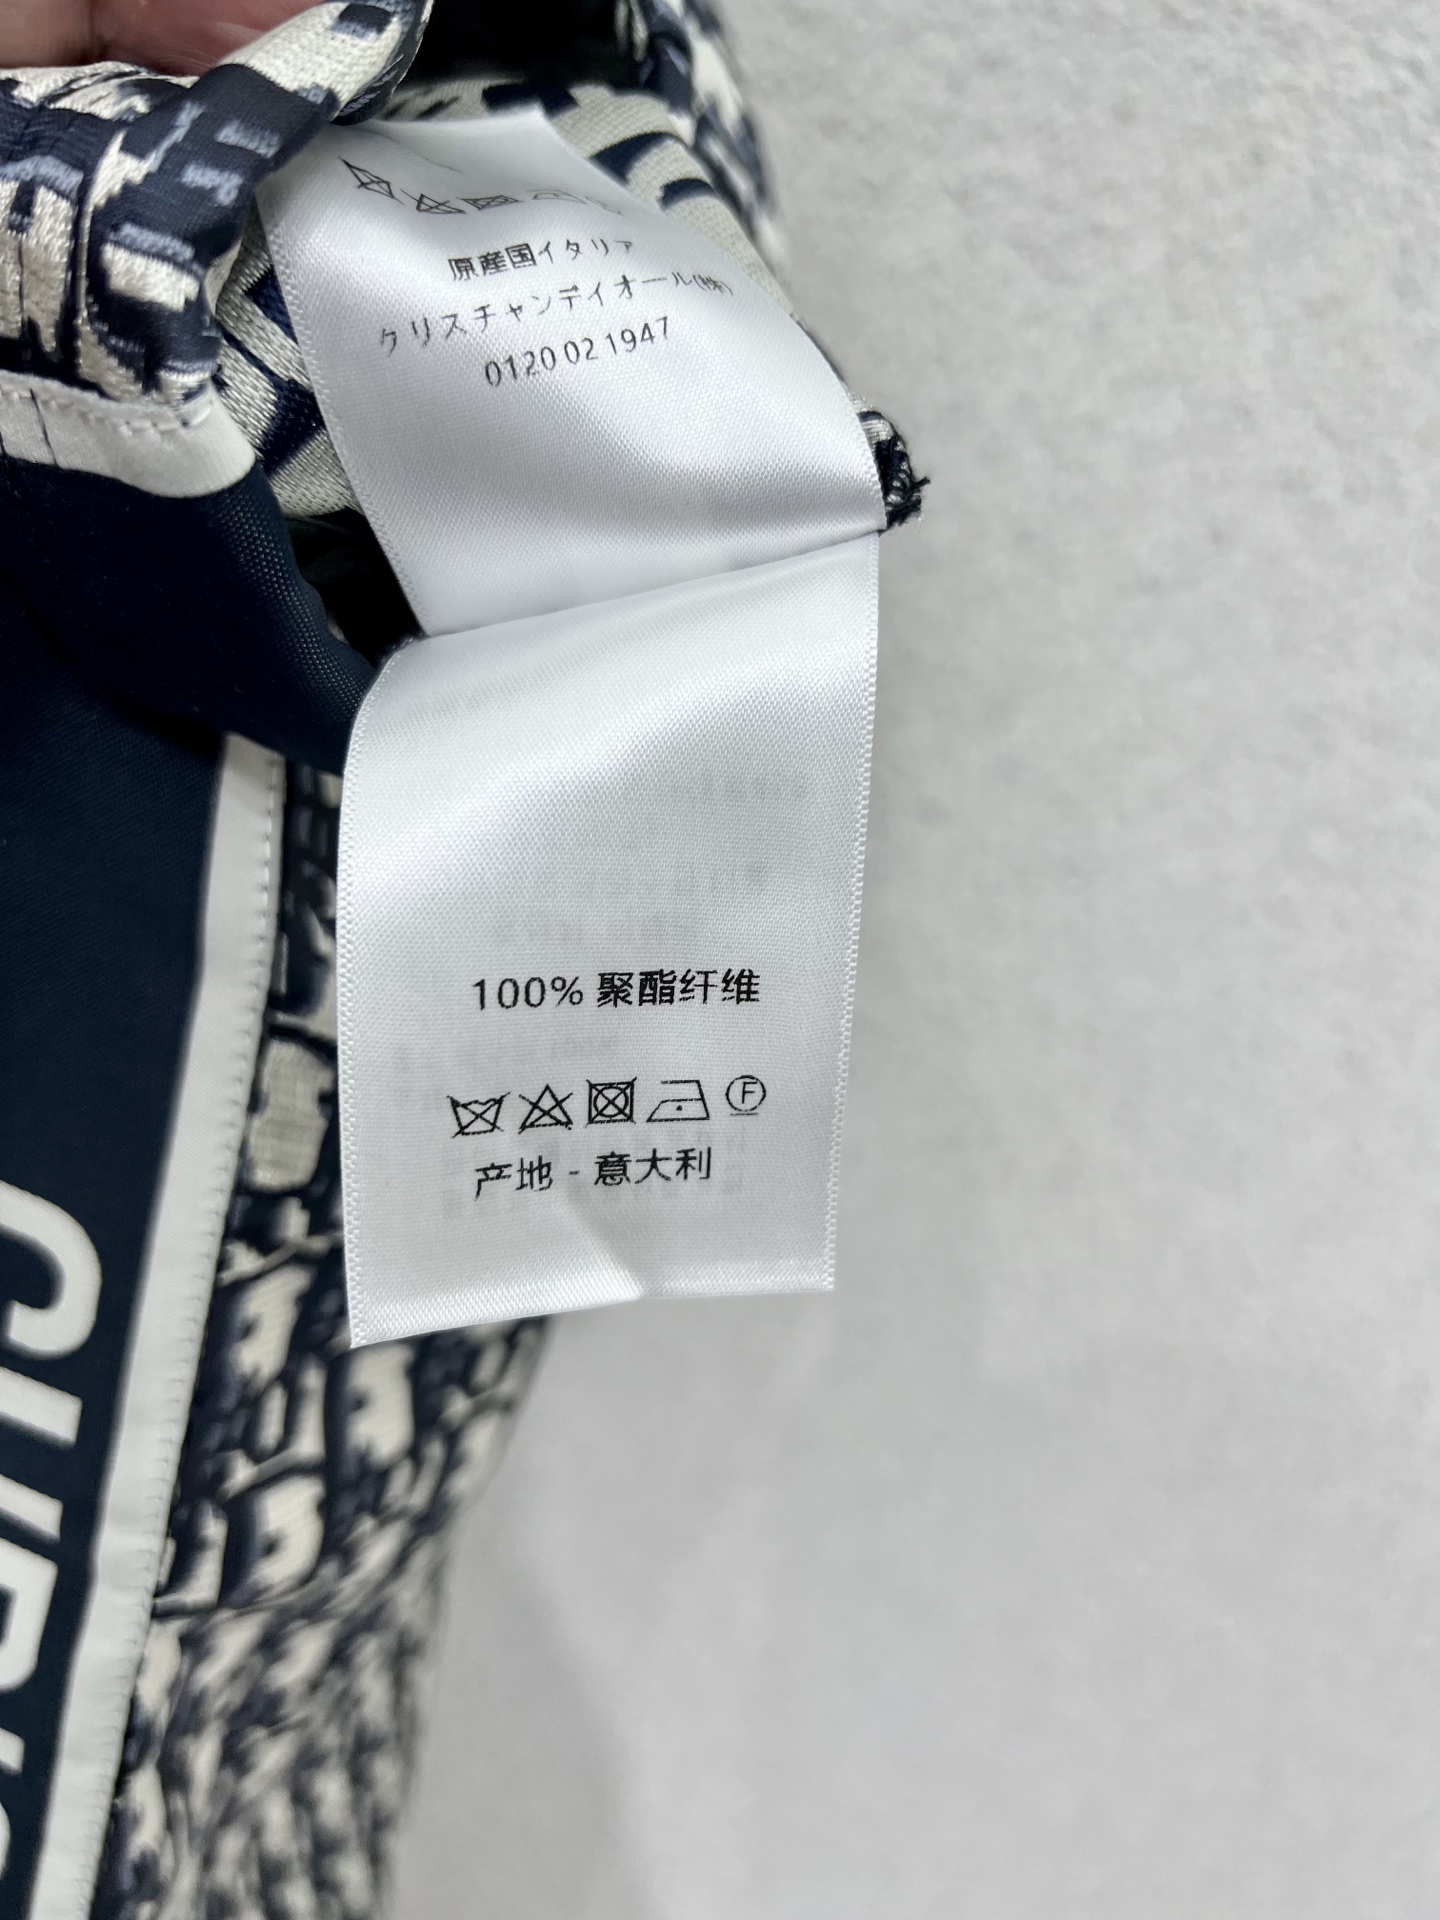 原産国イタリア
クリスチャンディオール(株)
0120 02 1947
100% 聚酯纤维
F
产地 - 意大利